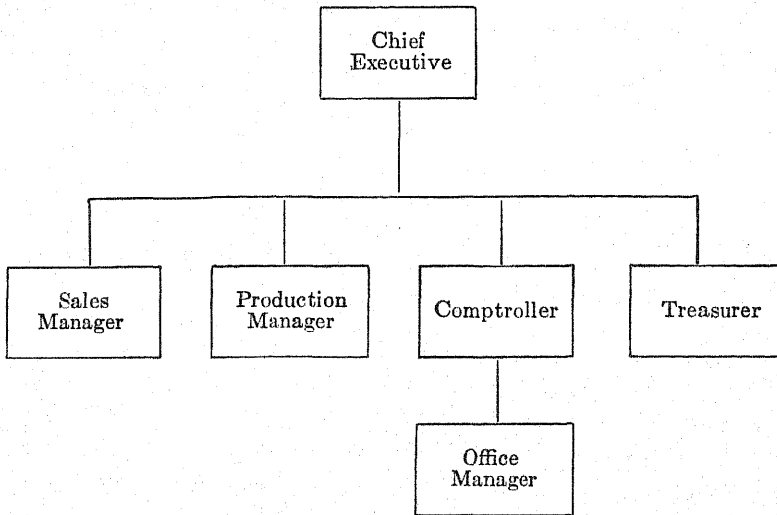 Chief
Executive
Sales
Manager
Production
Manager
Comptroller
Treasurer
Office
Manager